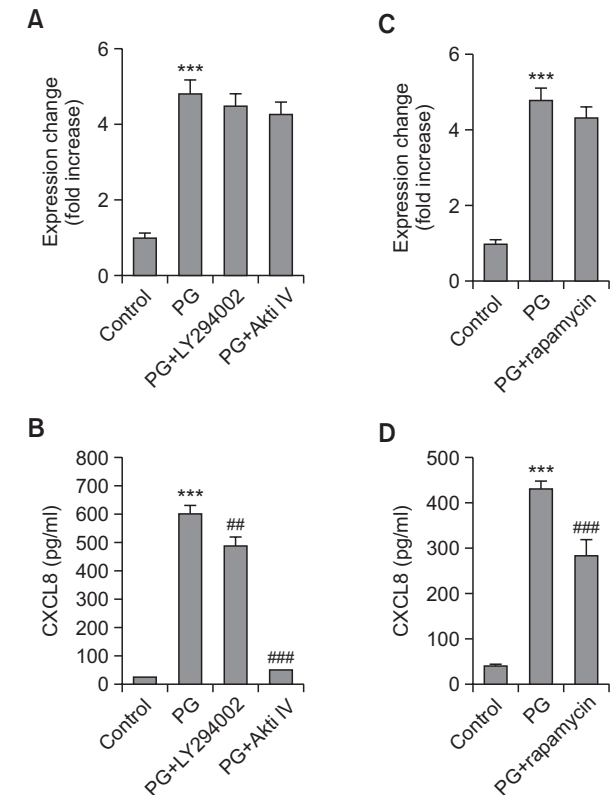 A
Expression change
(fold increase)
6
4
2
0
***
Control
PG
PG+LY294002
PG+Akti IV
C
Expression change
(fold increase)
6
4
2
0
***
Control
PG
PG+rapamycin
B
CXCL8 (pg/ml)
800
700
600
500
400
300
200
100
0
***
##
###
Control
PG
PG+LY294002
PG+Akti IV
D
CXCL8 (pg/ml)
500
400
300
200
100
0
***
###
Control
PG
PG+rapamycin